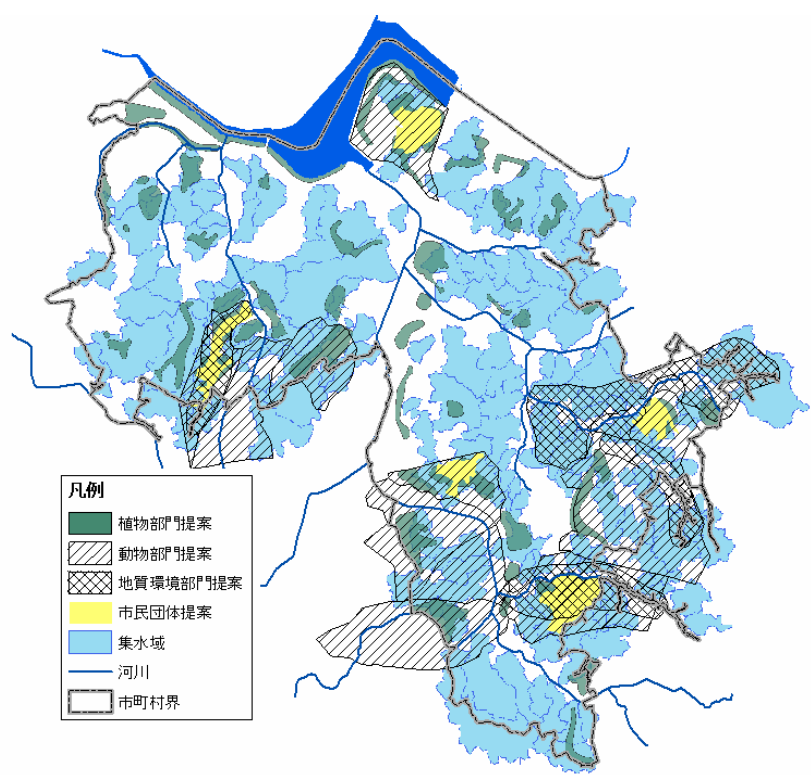 凡例
植物部門提案
動物部門提案
地質環境部門提案
市民団体提案
集水域
河川
市町村界